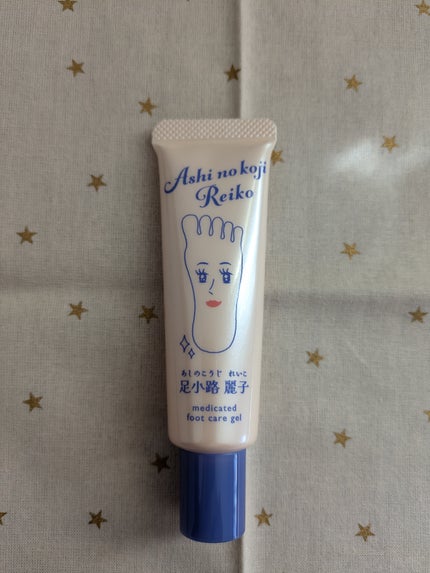 Ashi no koji
Reiko
あしのこうじ れいこ
足小路 麗子
medicated
foot care gel